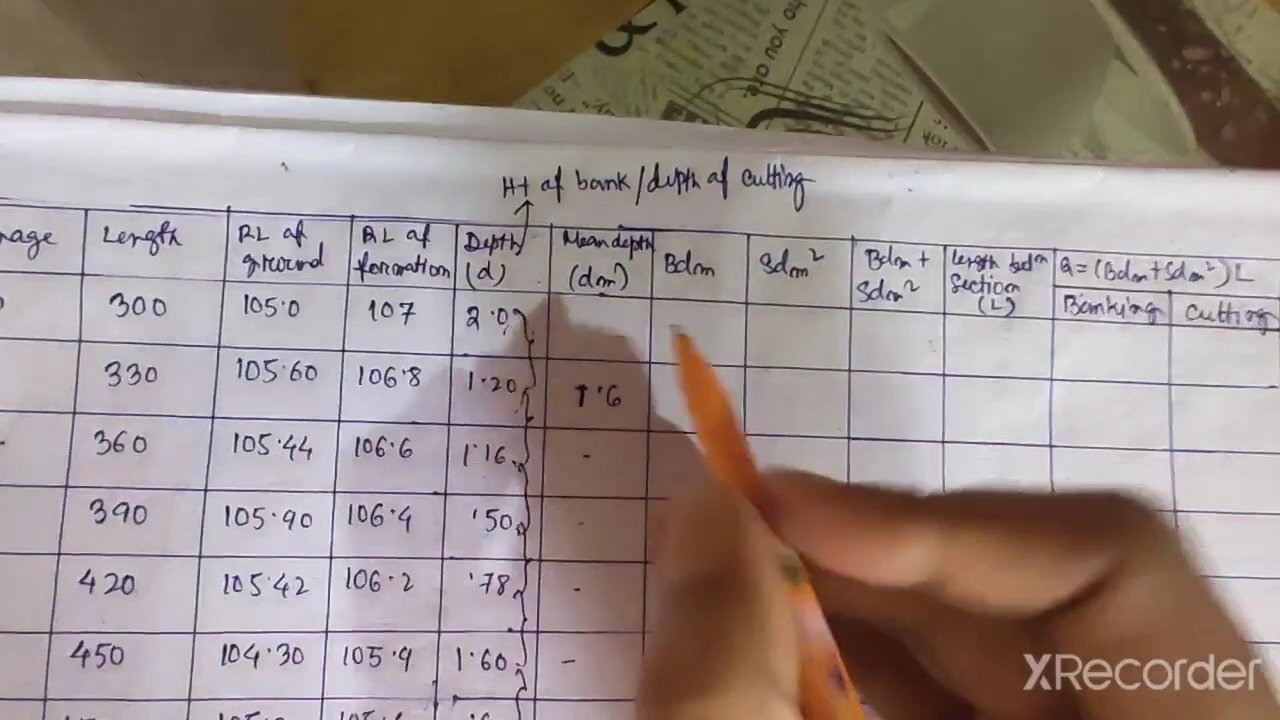 Ht of bank/depth of cutting
nage Length RL of ground RL of formation Depth (d) Mean depth (dm) Bdm Sdm² Bdm + Sdm² Length betn Section (L) Q = (Bdm+Sdm²) L
Banking Cutting
300 105.0 107 2.0
330 105.60 106.8 1.20 1.6
360 105.44 106.6 1.16 -
390 105.90 106.4 .50 -
420 105.42 106.2 .78 -
450 104.30 105.9 1.60 -
XRecorder